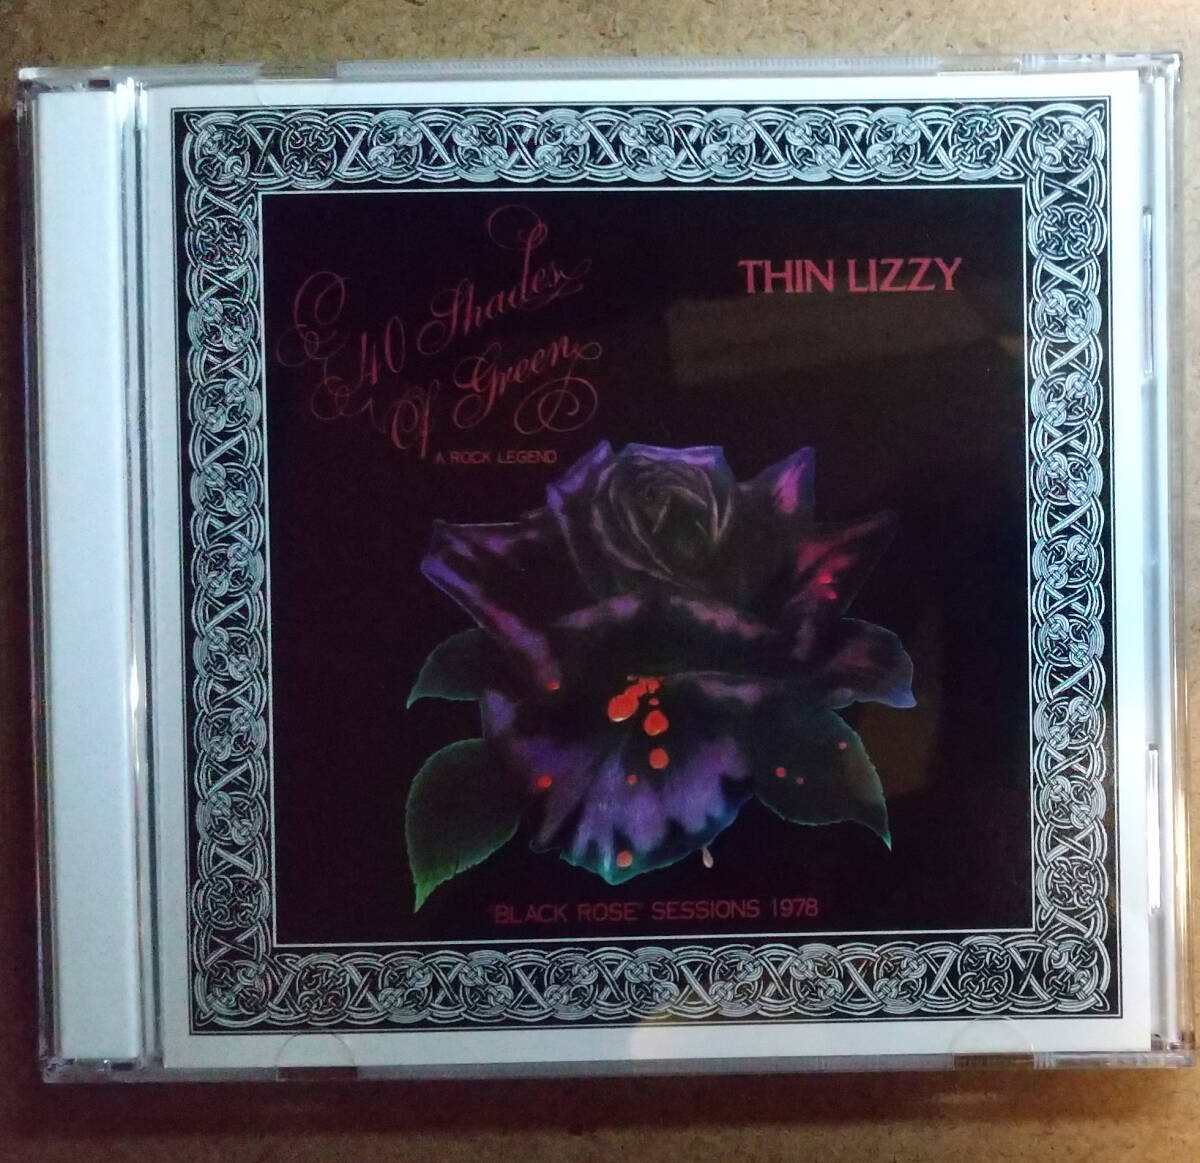 40 Shades
Of Green
A ROCK LEGEND
THIN LIZZY
"BLACK ROSE" SESSIONS 1978